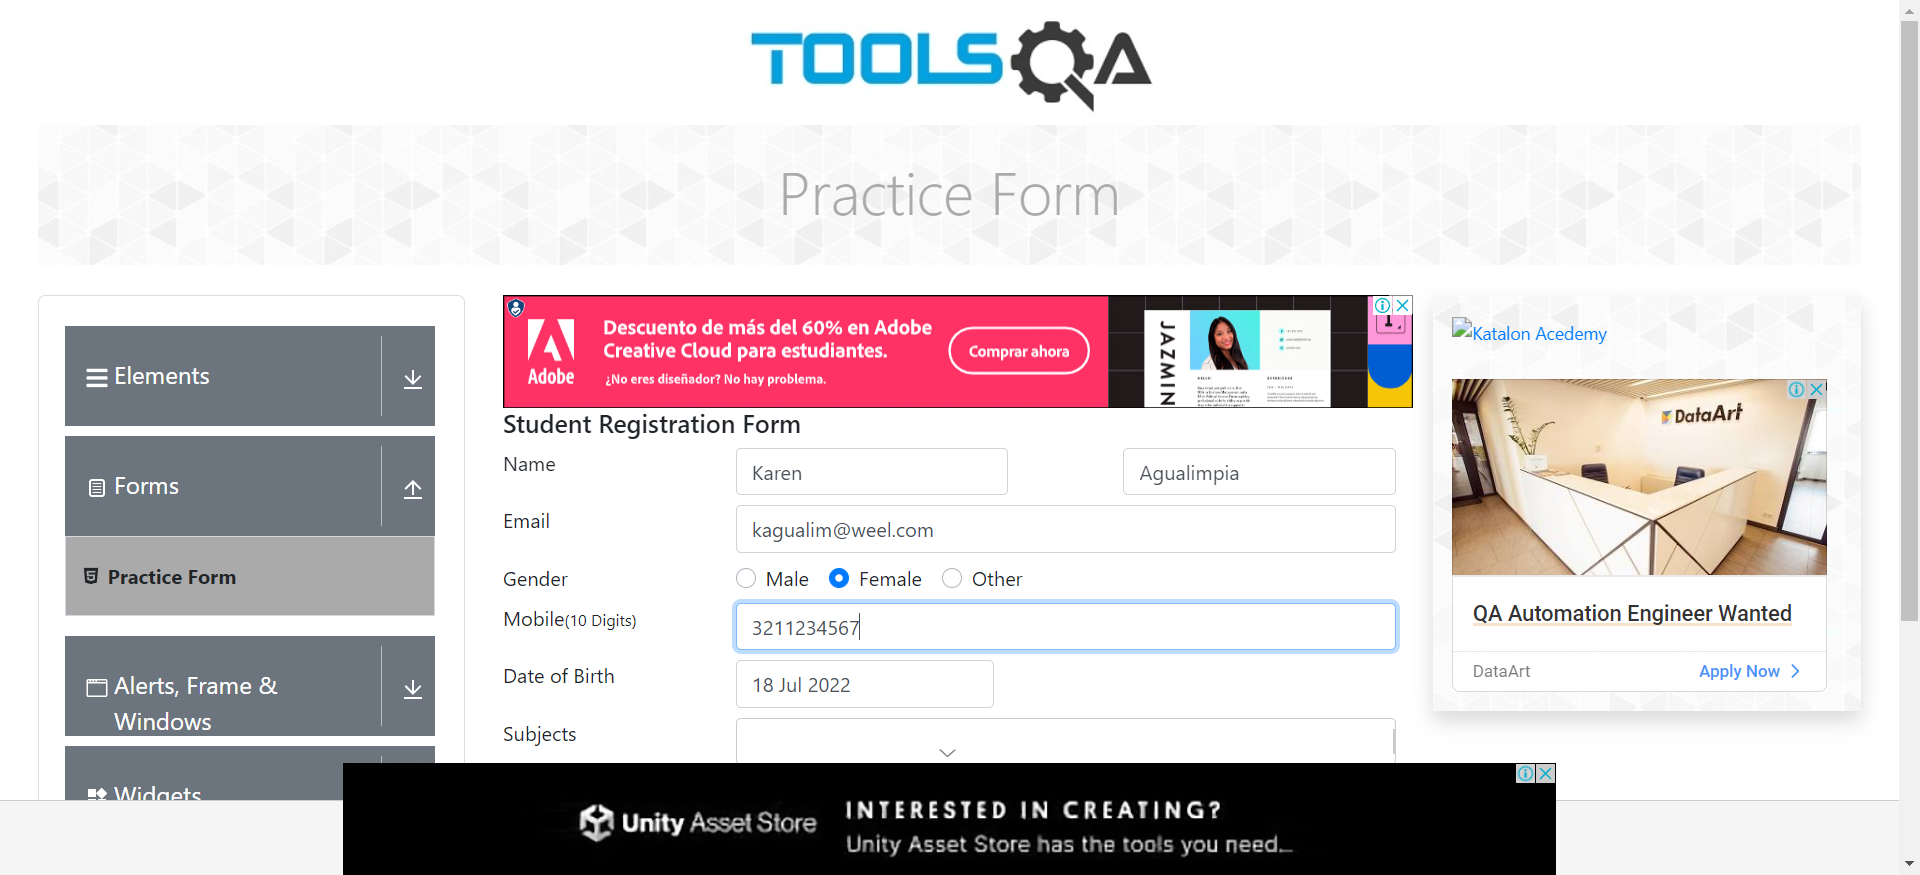 TOOLSQA
Practice Form
Elements
Forms
Practice Form
Alerts, Frame &
Windows
Widgets
Adobe
Descuento de más del 60% en Adobe
Creative Cloud para estudiantes.
¿No eres diseñador? No hay problema.
Comprar ahora
JAZMIN
HELLO
EXPERIENCE
Student Registration Form
Name
Karen
Agualimpia
Email
kagualim@weel.com
Gender
Male
Female
Other
Mobile(10 Digits)
3211234567
Date of Birth
18 Jul 2022
Subjects
Katalon Acedemy
DataArt
QA Automation Engineer Wanted
DataArt
Apply Now
Unity Asset Store
INTERESTED IN CREATING?
Unity Asset Store has the tools you need...